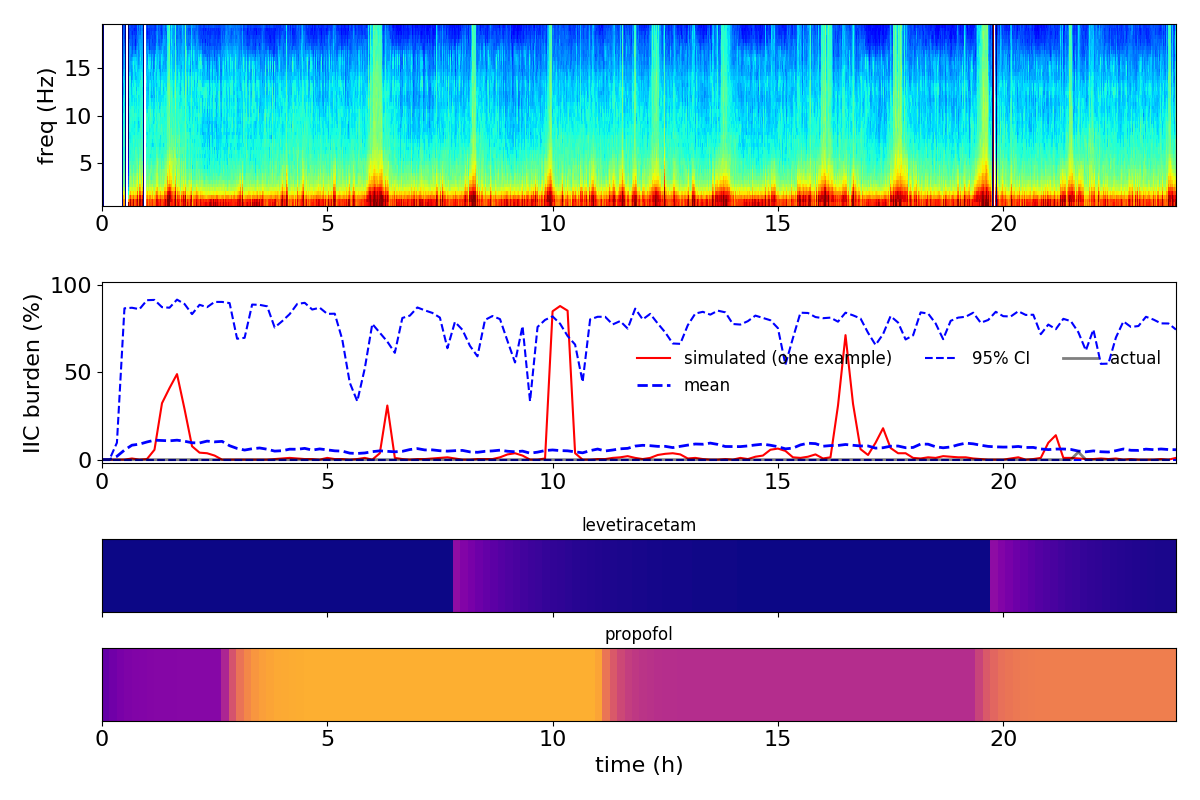 freq (Hz)
15
10
5
0 5 10 15 20
IIC burden (%)
100
50
0
simulated (one example)
mean
95% CI
actual
0 5 10 15 20
levetiracetam
propofol
0 5 10 15 20
time (h)